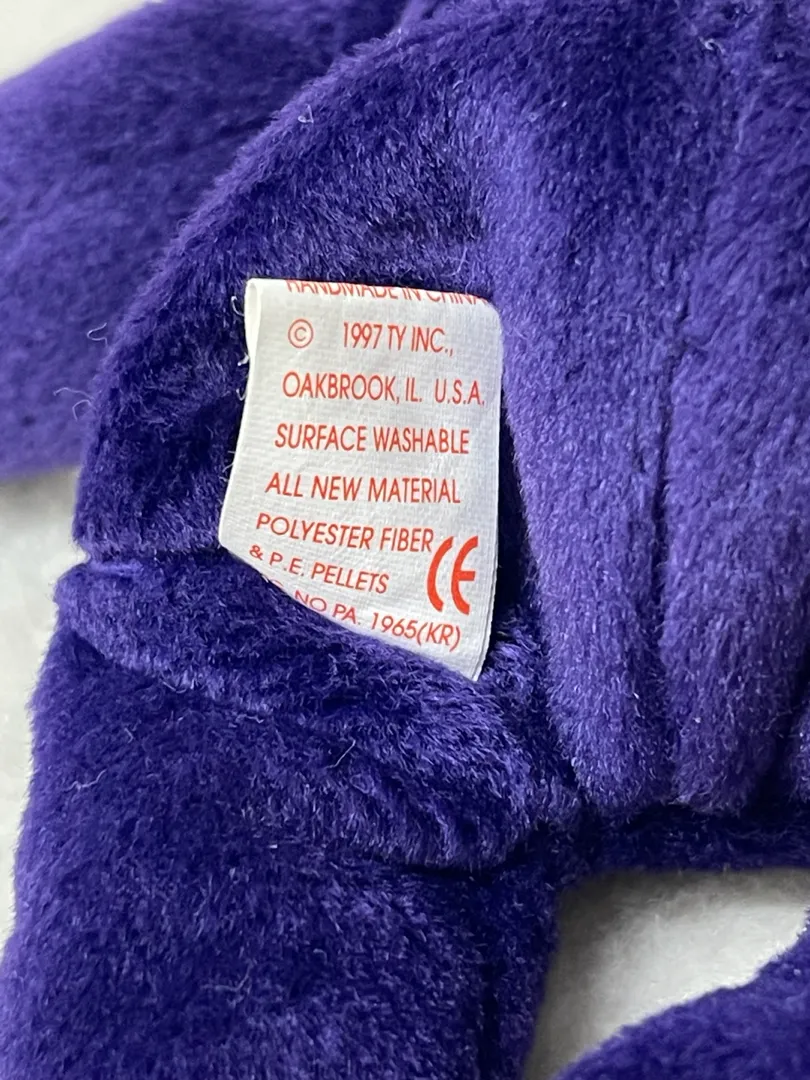 HANDMADE IN CHINA
© 1997 TY INC.,
OAKBROOK, IL. U.S.A.
SURFACE WASHABLE
ALL NEW MATERIAL
POLYESTER FIBER
& P.E. PELLETS CE
NO PA. 1965(KR)